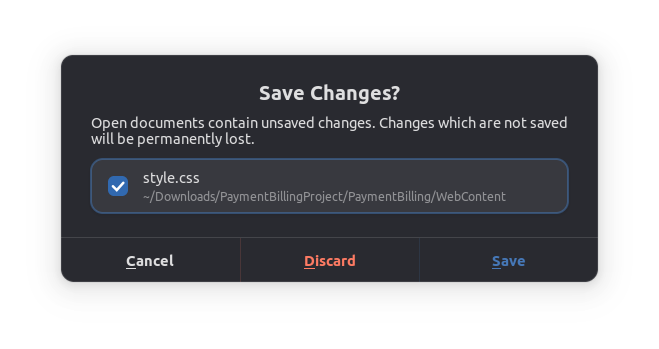 Save Changes?
Open documents contain unsaved changes. Changes which are not saved
will be permanently lost.
style.css
~/Downloads/PaymentBillingProject/PaymentBilling/WebContent
Cancel
Discard
Save